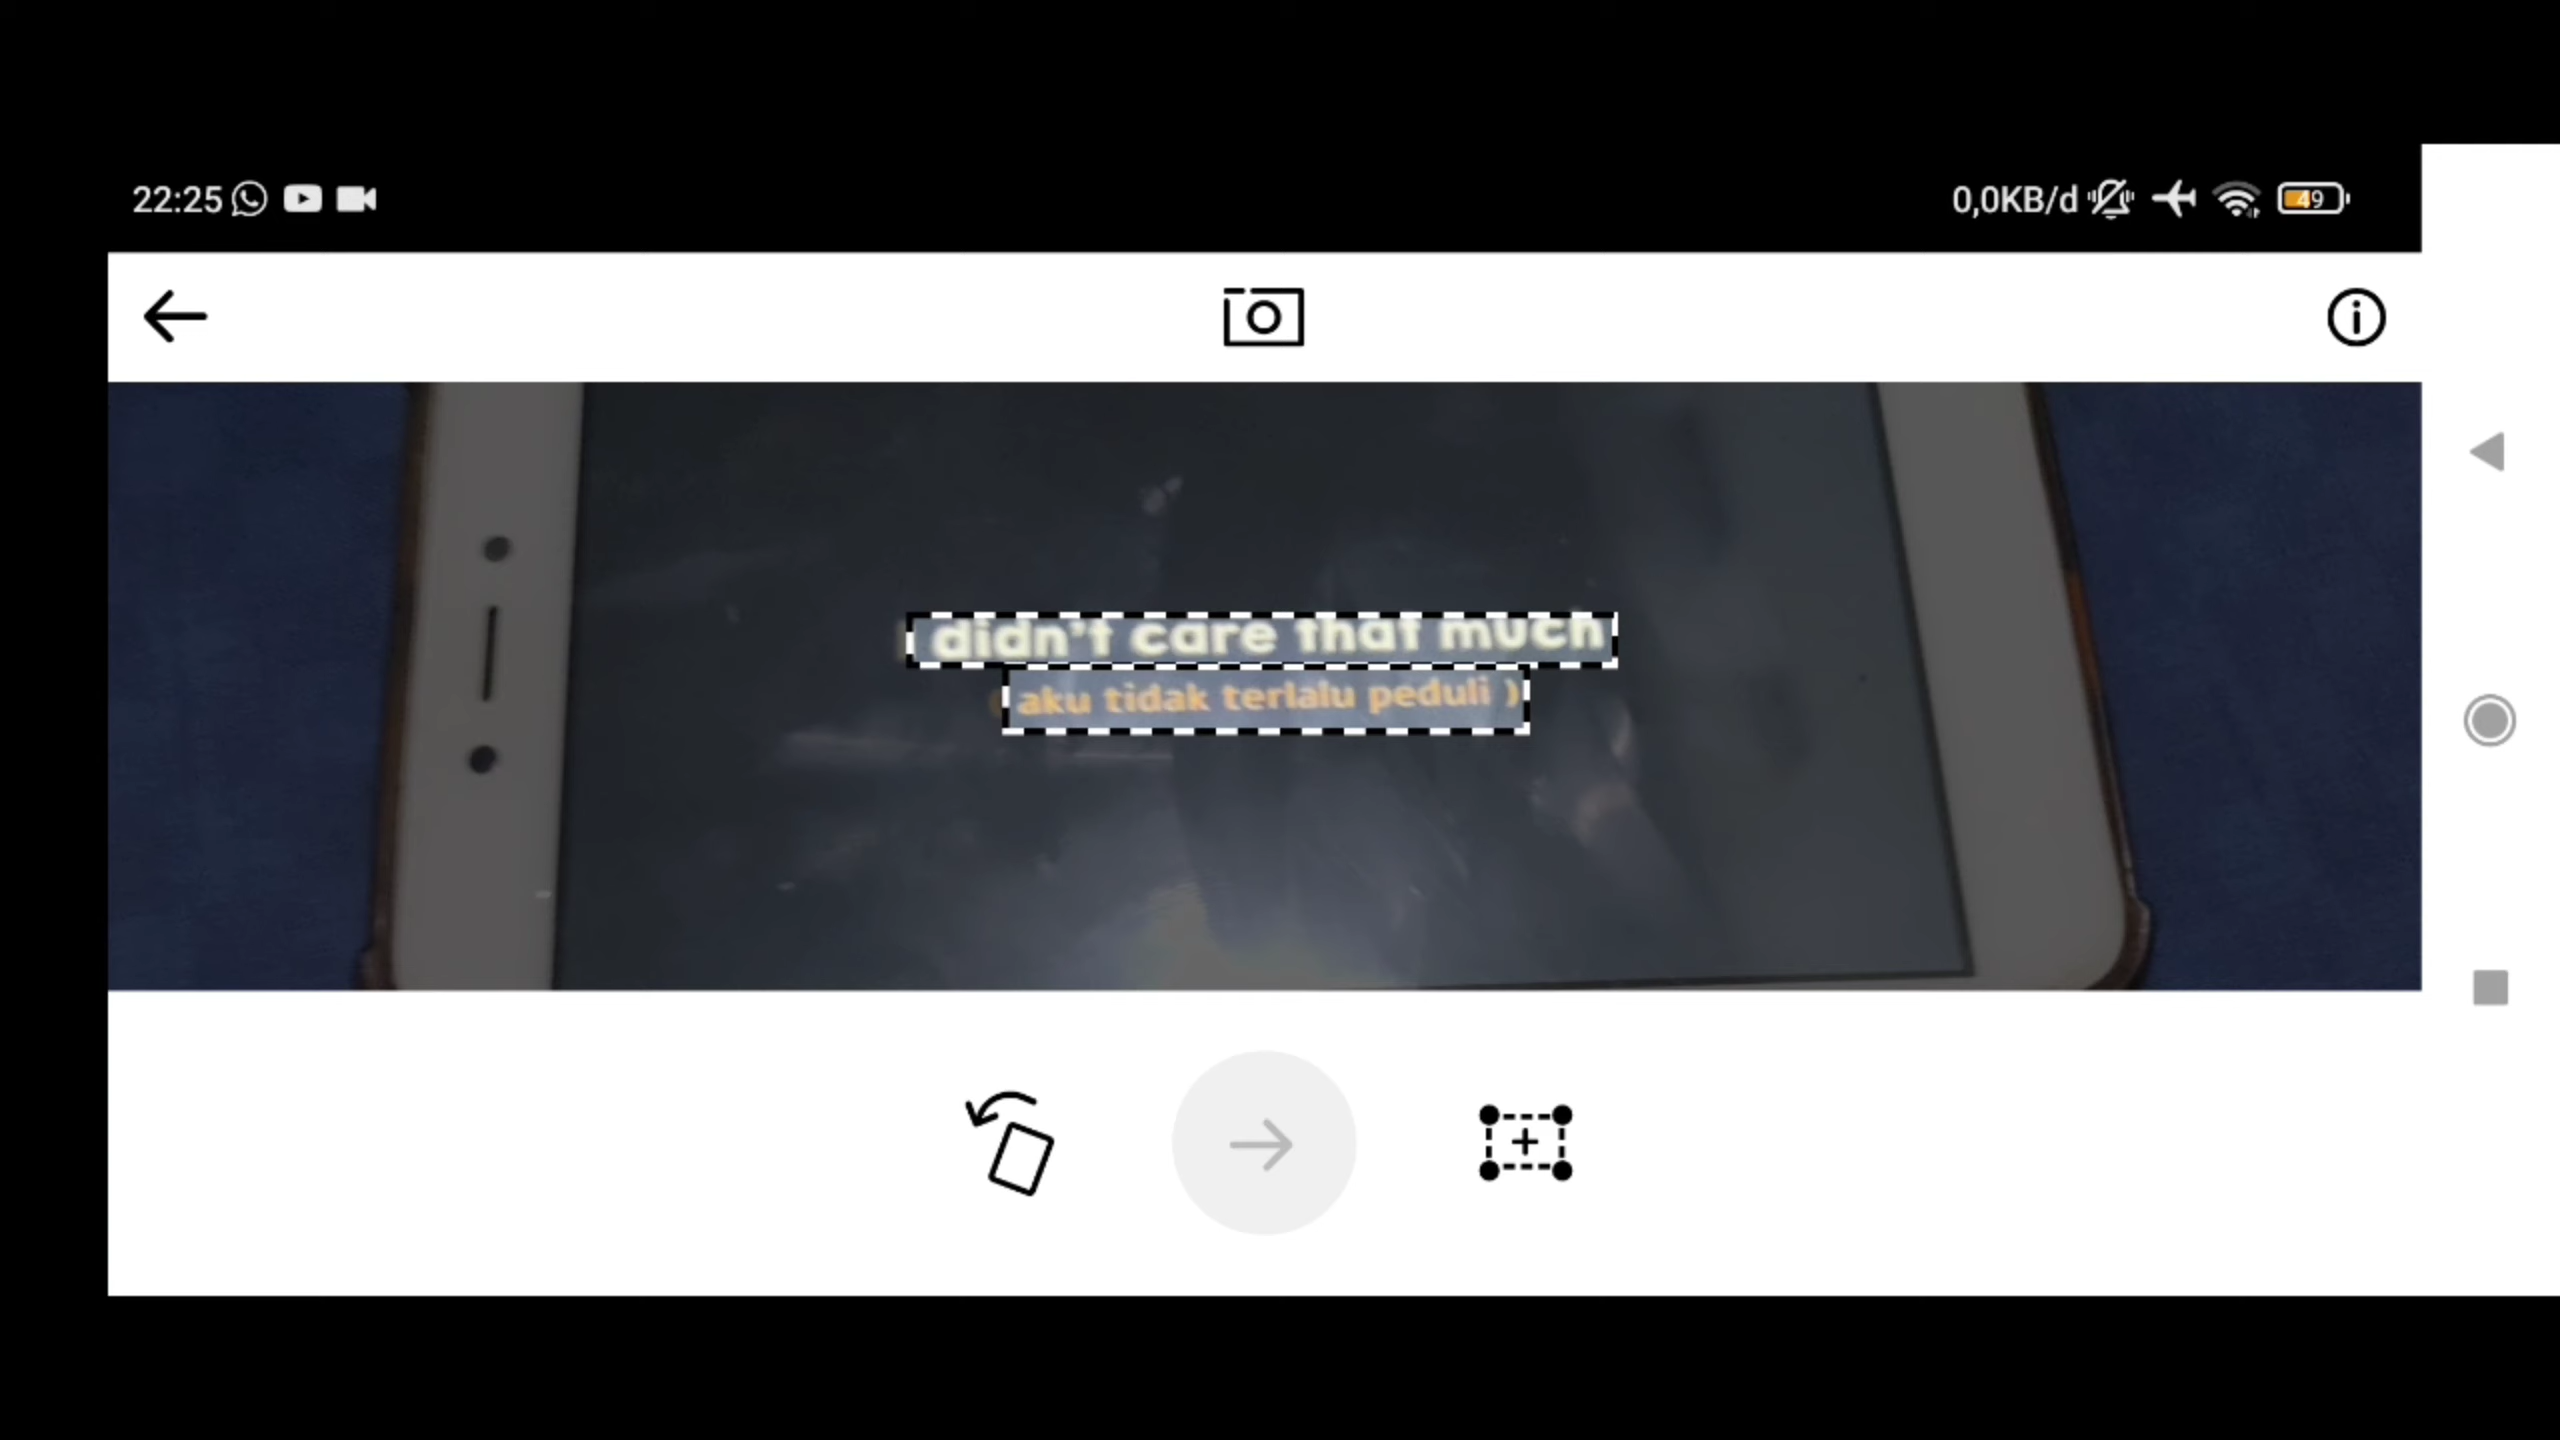 22:25
0,0KB/d
49
didn't care that much
aku tidak terlalu peduli )